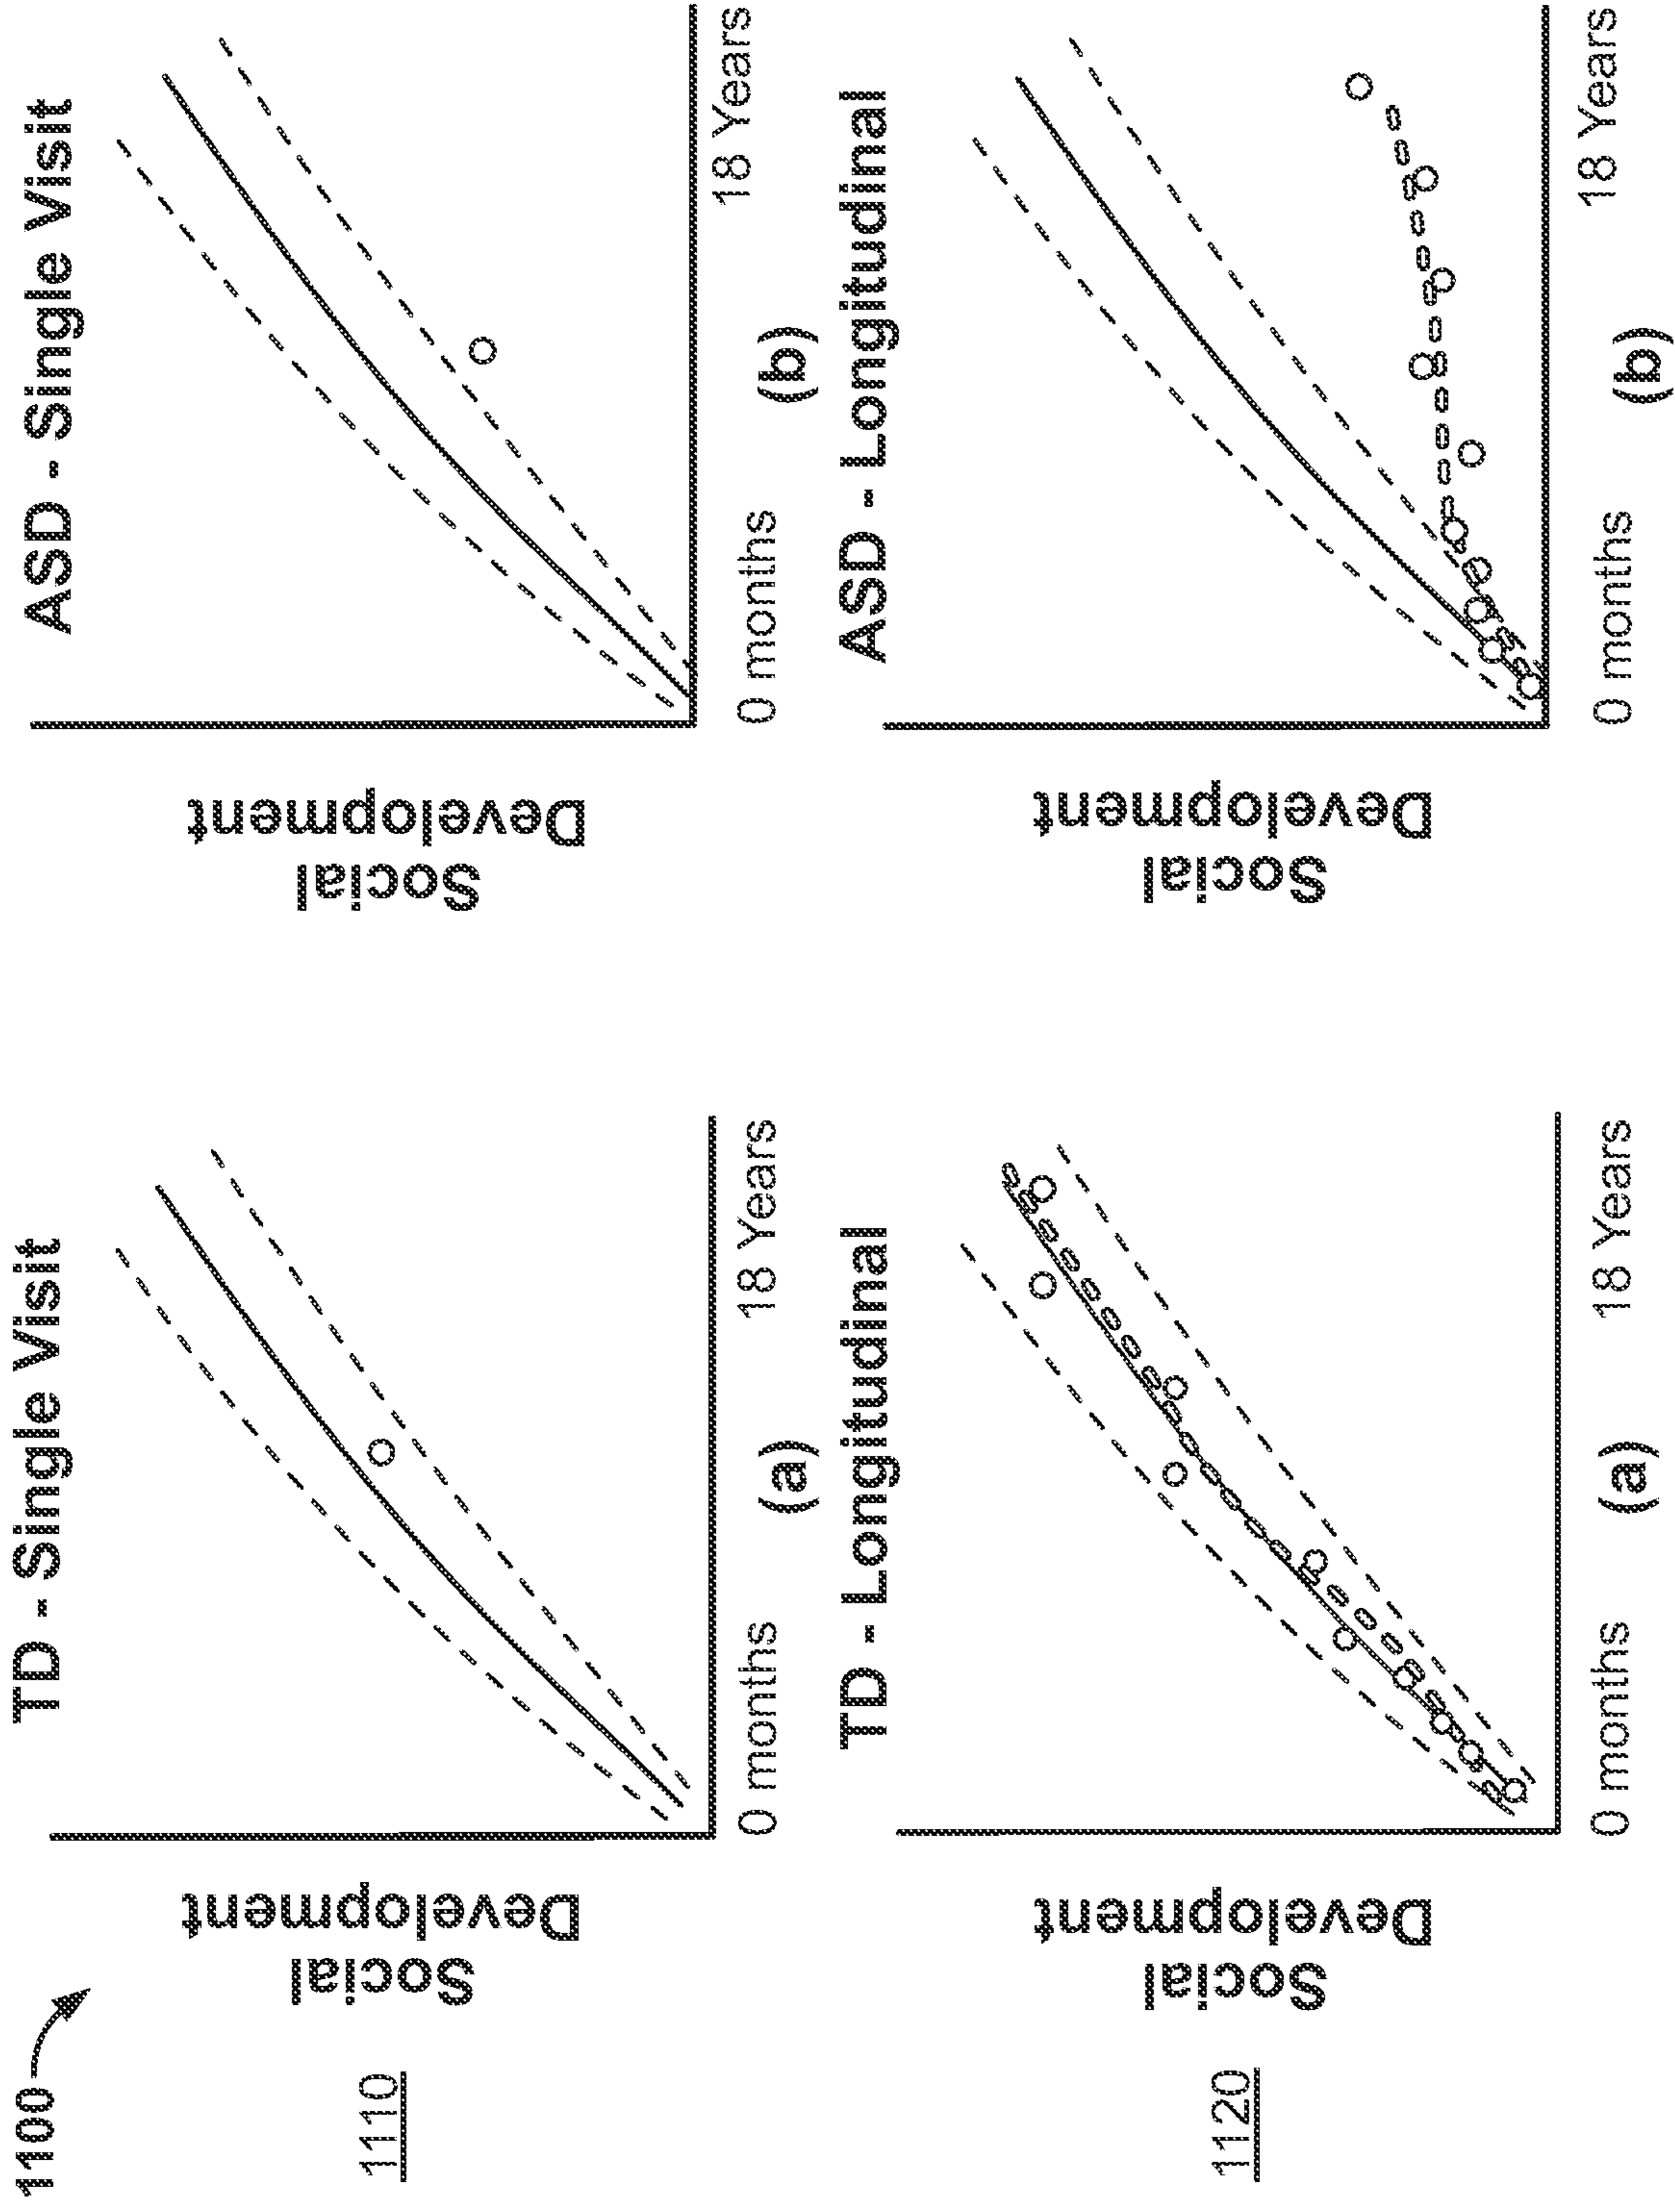 1100
1110
TD - Single Visit
Social
Development
0 months
18 Years
(a)
ASD - Single Visit
Social
Development
0 months
18 Years
(b)
1120
TD - Longitudinal
Social
Development
0 months
18 Years
(a)
ASD - Longitudinal
Social
Development
0 months
18 Years
(b)